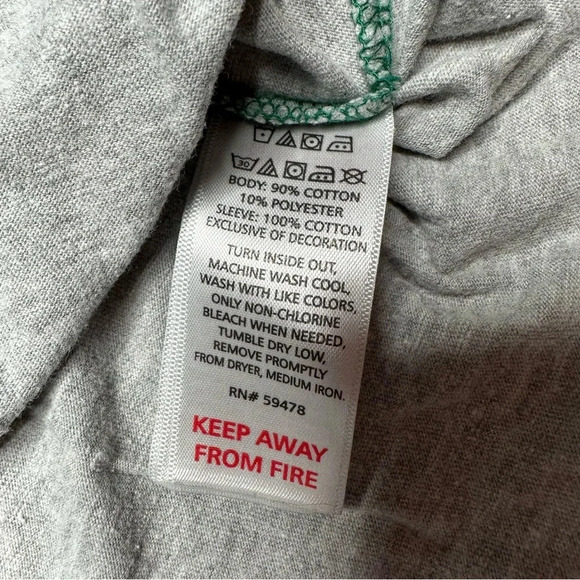 30
BODY: 90% COTTON
10% POLYESTER
SLEEVE: 100% COTTON
EXCLUSIVE OF DECORATION
TURN INSIDE OUT,
MACHINE WASH COOL,
WASH WITH LIKE COLORS,
ONLY NON-CHLORINE
BLEACH WHEN NEEDED,
TUMBLE DRY LOW,
REMOVE PROMPTLY
FROM DRYER, MEDIUM IRON.
RN# 59478
KEEP AWAY
FROM FIRE